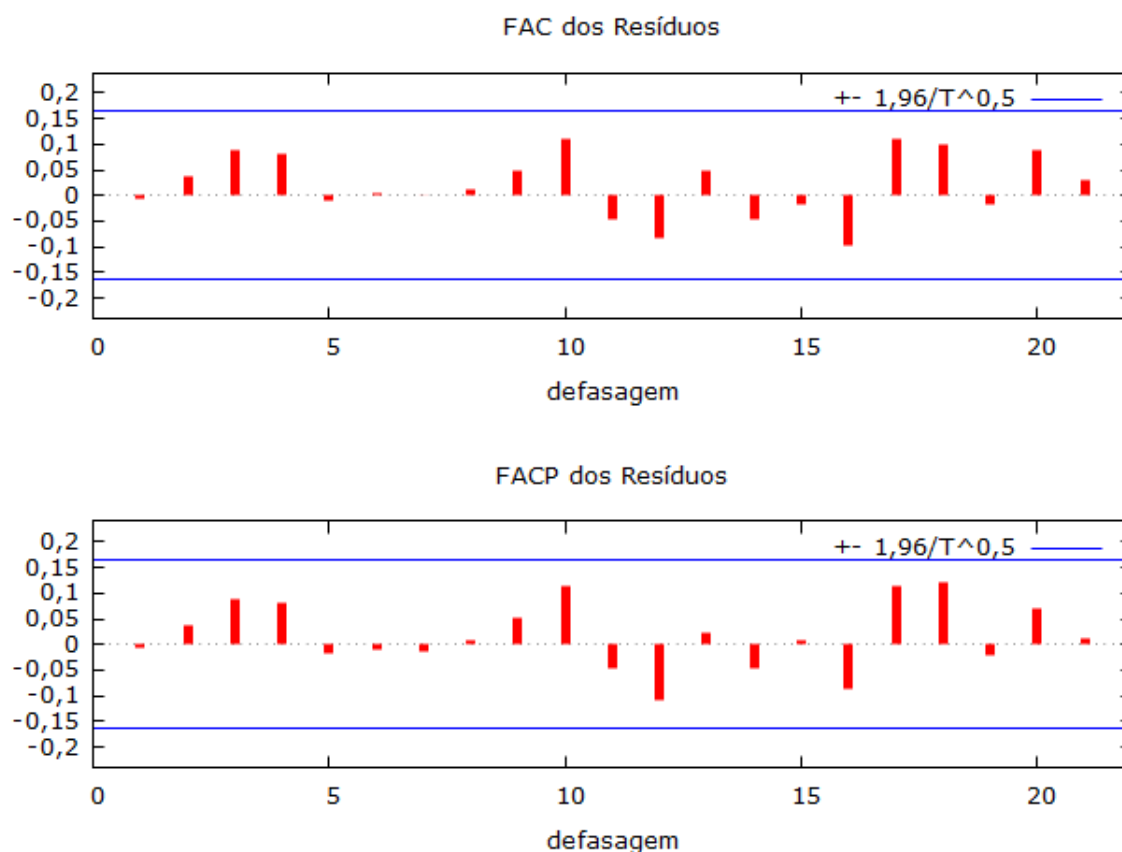 FAC dos Resíduos
+- 1,96/T^0,5
0,2
0,15
0,1
0,05
0
-0,05
-0,1
-0,15
-0,2
0 5 10 15 20
defasagem
FACP dos Resíduos
+- 1,96/T^0,5
0,2
0,15
0,1
0,05
0
-0,05
-0,1
-0,15
-0,2
0 5 10 15 20
defasagem